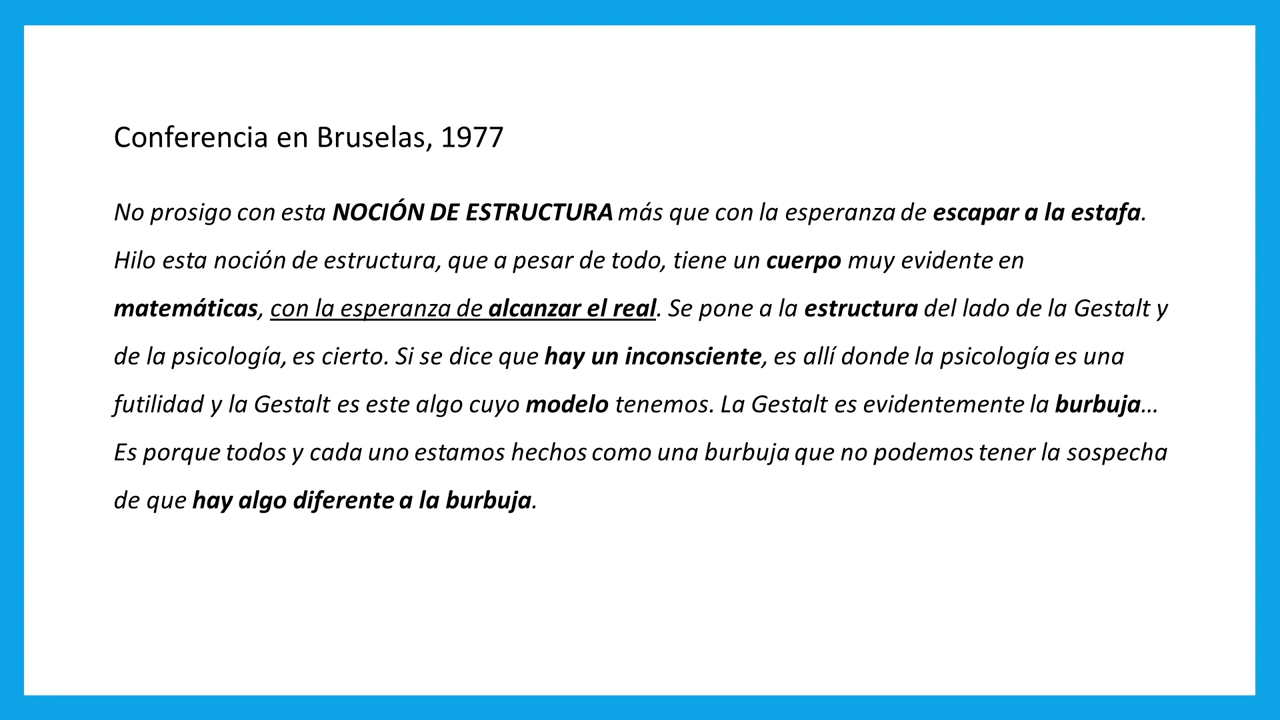 Conferencia en Bruselas, 1977
No prosigo con esta NOCIÓN DE ESTRUCTURA más que con la esperanza de escapar a la estafa.
Hilo esta noción de estructura, que a pesar de todo, tiene un cuerpo muy evidente en
matemáticas, con la esperanza de alcanzar el real. Se pone a la estructura del lado de la Gestalt y
de la psicología, es cierto. Si se dice que hay un inconsciente, es allí donde la psicología es una
futilidad y la Gestalt es este algo cuyo modelo tenemos. La Gestalt es evidentemente la burbuja…
Es porque todos y cada uno estamos hechos como una burbuja que no podemos tener la sospecha
de que hay algo diferente a la burbuja.